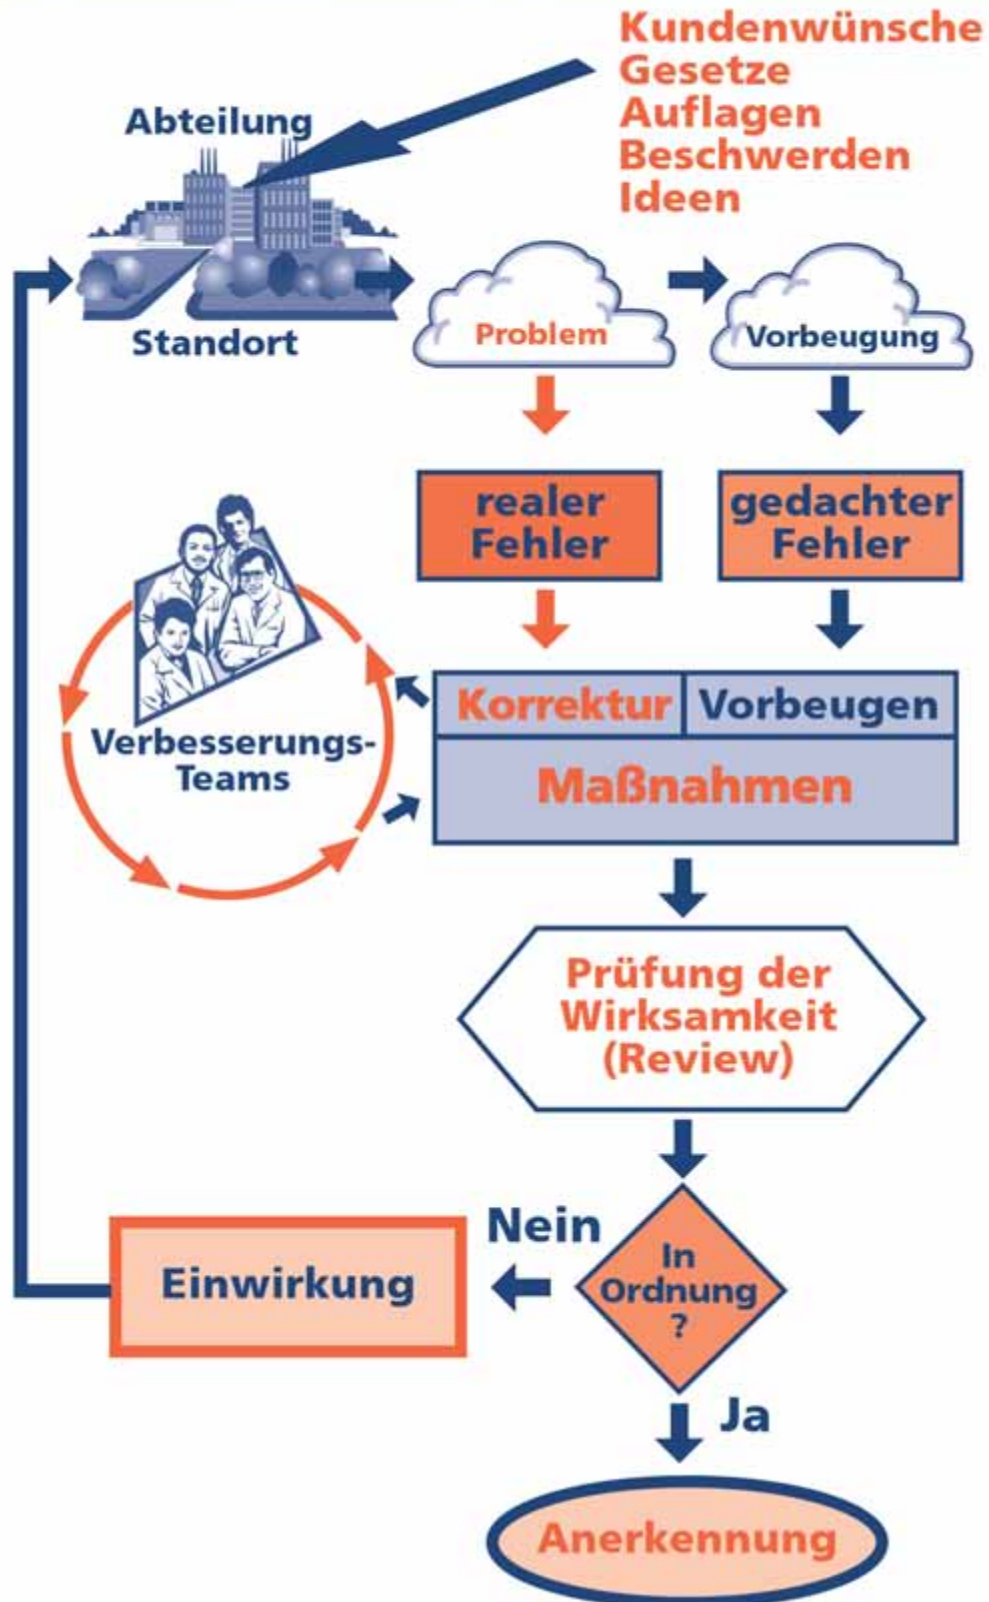 Kundenwünsche
Gesetze
Auflagen
Beschwerden
Ideen
Abteilung
Standort
Problem
Vorbeugung
realer
Fehler
gedachter
Fehler
Verbesserungs-
Teams
Korrektur
Vorbeugen
Maßnahmen
Prüfung der
Wirksamkeit
(Review)
In
Ordnung
?
Nein
Einwirkung
Ja
Anerkennung